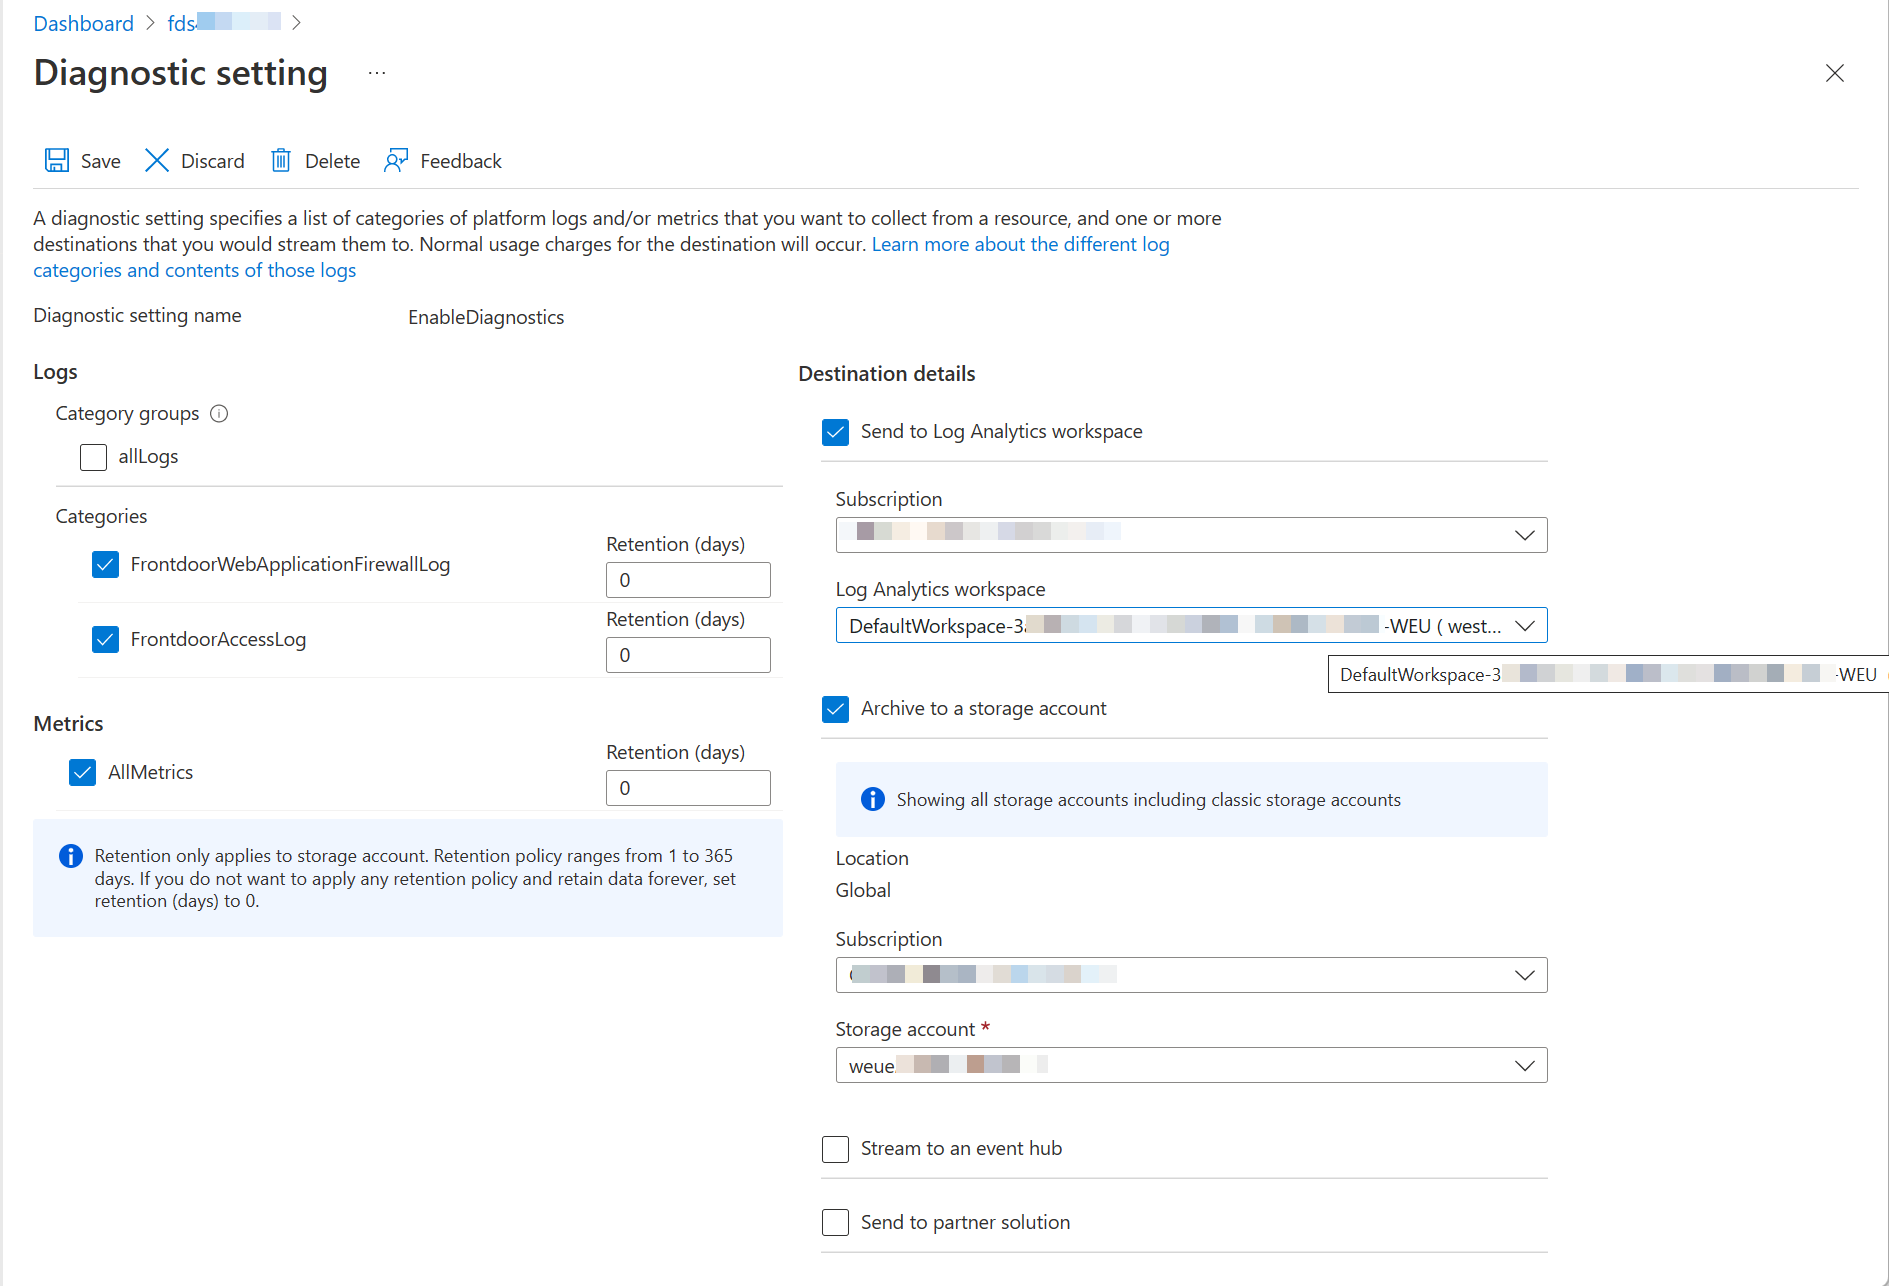 Dashboard > fds >
Diagnostic setting ...
Save Discard Delete Feedback
A diagnostic setting specifies a list of categories of platform logs and/or metrics that you want to collect from a resource, and one or more
destinations that you would stream them to. Normal usage charges for the destination will occur. Learn more about the different log
categories and contents of those logs
Diagnostic setting name EnableDiagnostics
Logs
Category groups
allLogs
Categories
FrontdoorWebApplicationFirewallLog
Retention (days)
0
FrontdoorAccessLog
Retention (days)
0
Metrics
AllMetrics
Retention (days)
0
Retention only applies to storage account. Retention policy ranges from 1 to 365
days. If you do not want to apply any retention policy and retain data forever, set
retention (days) to 0.
Destination details
Send to Log Analytics workspace
Subscription
Log Analytics workspace
DefaultWorkspace-3 -WEU ( west...
DefaultWorkspace-3 -WEU
Archive to a storage account
Showing all storage accounts including classic storage accounts
Location
Global
Subscription
Storage account *
weue
Stream to an event hub
Send to partner solution